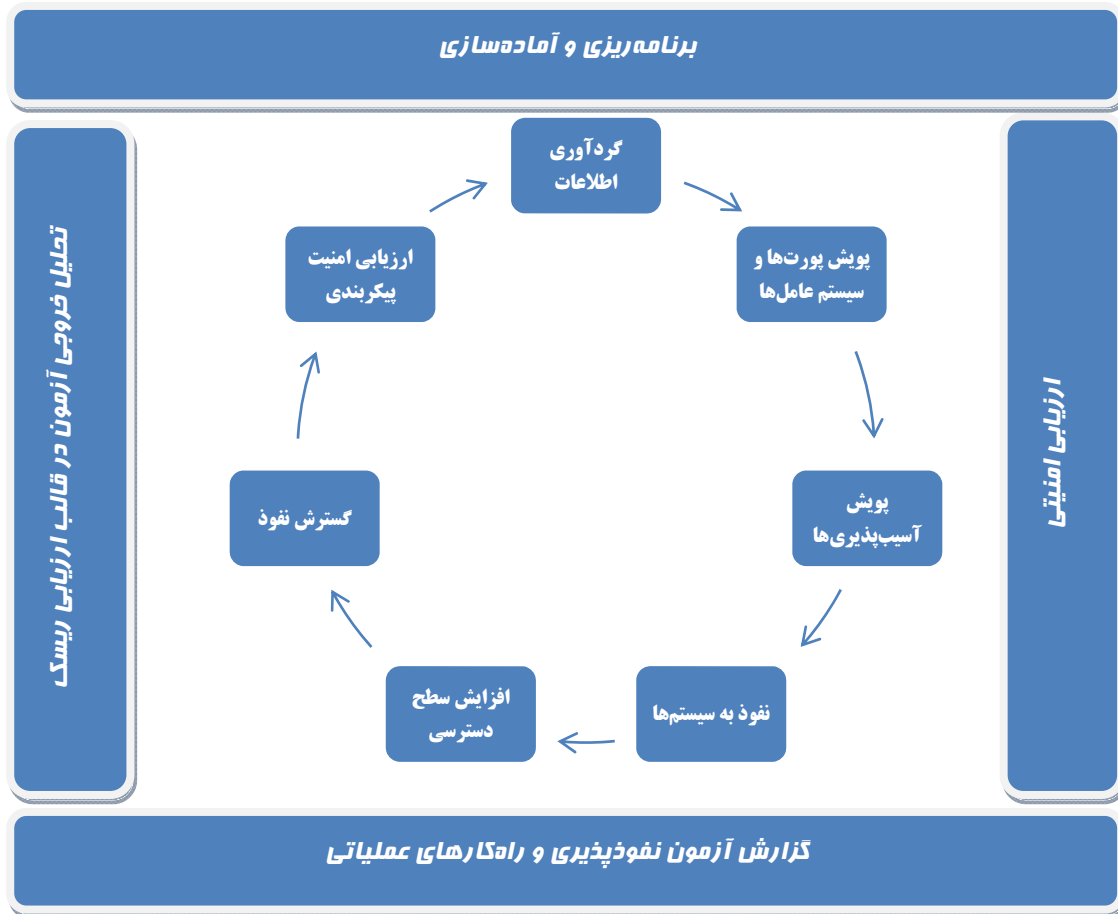 برنامه‌ریزی و آماده‌سازی
گردآوری
اطلاعات
پویش پورت‌ها و
سیستم عامل‌ها
پویش
آسیب‌پذیری‌ها
نفوذ به سیستم‌ها
افزایش سطح
دسترسی
گسترش نفوذ
ارزیابی امنیت
پیکربندی
ارزیابی امنیتی
تحلیل خروجی آزمون در قالب ارزیابی ریسک
گزارش آزمون نفوذپذیری و راه‌کارهای عملیاتی